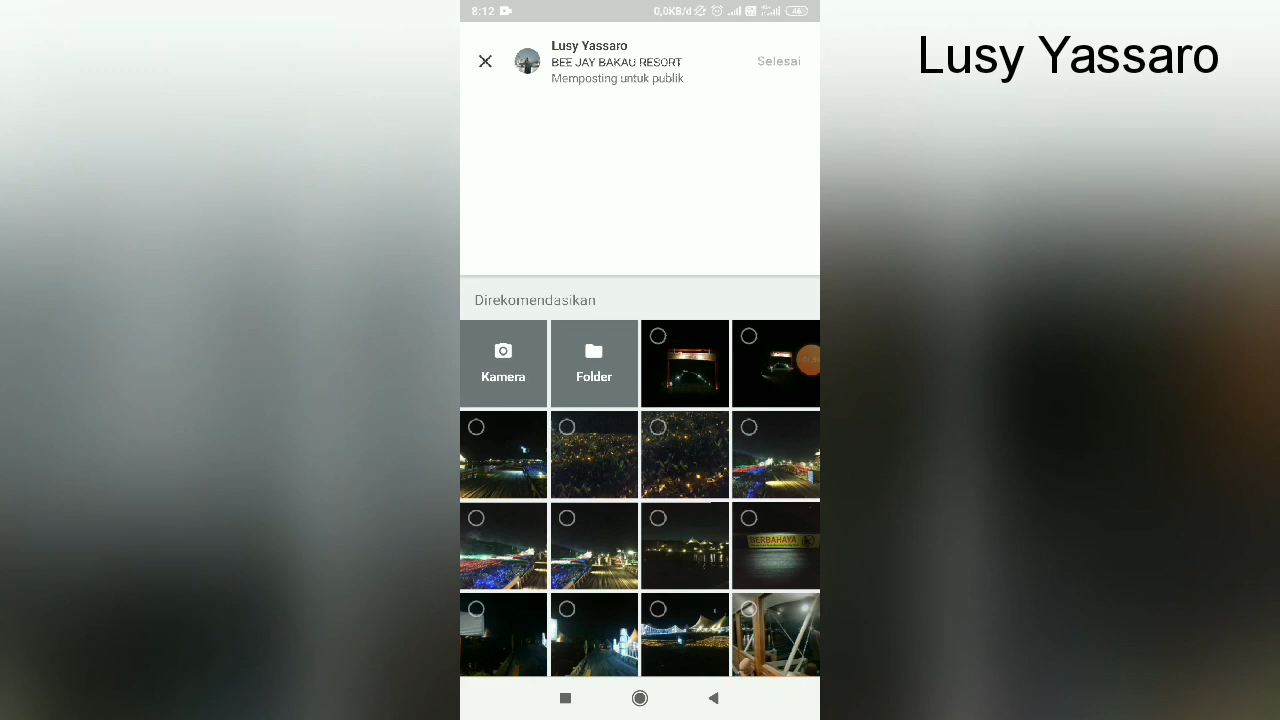 8:12
0,0KB/d
46
Lusy Yassaro
Lusy Yassaro
BEE JAY BAKAU RESORT
Memposting untuk publik
Selesai
Direkomendasikan
Kamera
Folder
BERBAHAYA